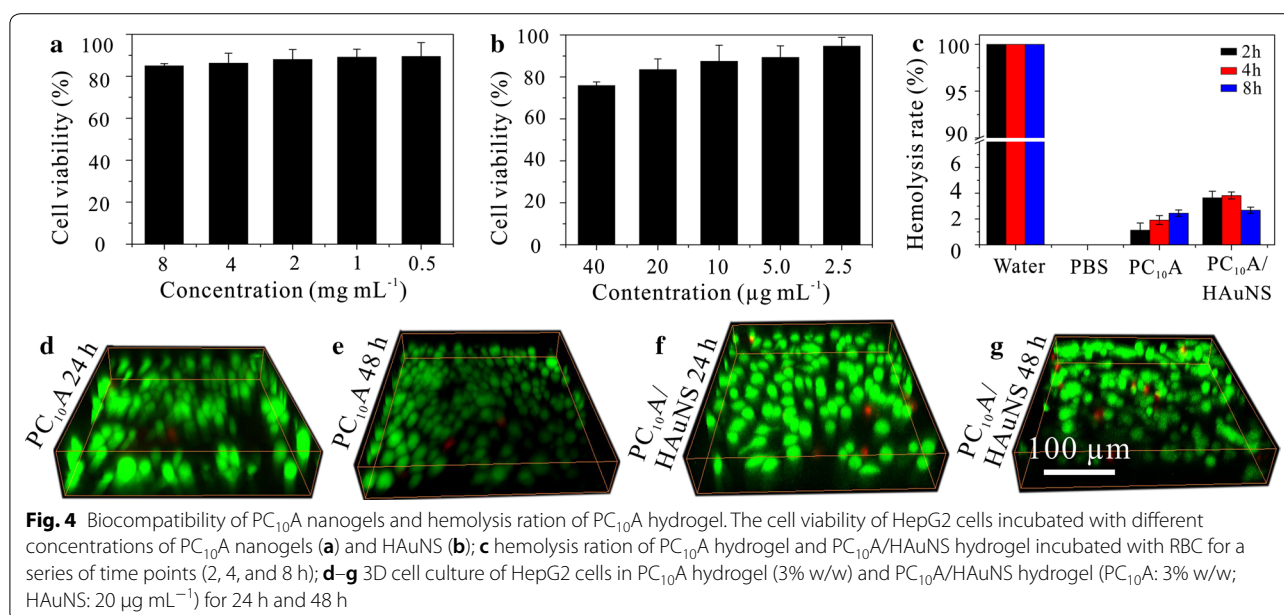 a
100
80
60
40
20
0
Cell viability (%)
8 4 2 1 0.5
Concentration (mg mL⁻¹)
b
100
80
60
40
20
0
Cell viability (%)
40 20 10 5.0 2.5
Contentration (µg mL⁻¹)
c
100
95
90
6
4
2
0
Hemolysis rate (%)
2h
4h
8h
Water PBS PC₁₀A PC₁₀A/
HAuNS
d
PC₁₀A 24 h
e
PC₁₀A 48 h
f
PC₁₀A/
HAuNS 24 h
g
PC₁₀A/
HAuNS 48 h
100 µm
Fig. 4 Biocompatibility of PC₁₀A nanogels and hemolysis ration of PC₁₀A hydrogel. The cell viability of HepG2 cells incubated with different
concentrations of PC₁₀A nanogels (a) and HAuNS (b); c hemolysis ration of PC₁₀A hydrogel and PC₁₀A/HAuNS hydrogel incubated with RBC for a
series of time points (2, 4, and 8 h); d–g 3D cell culture of HepG2 cells in PC₁₀A hydrogel (3% w/w) and PC₁₀A/HAuNS hydrogel (PC₁₀A: 3% w/w;
HAuNS: 20 µg mL⁻¹) for 24 h and 48 h